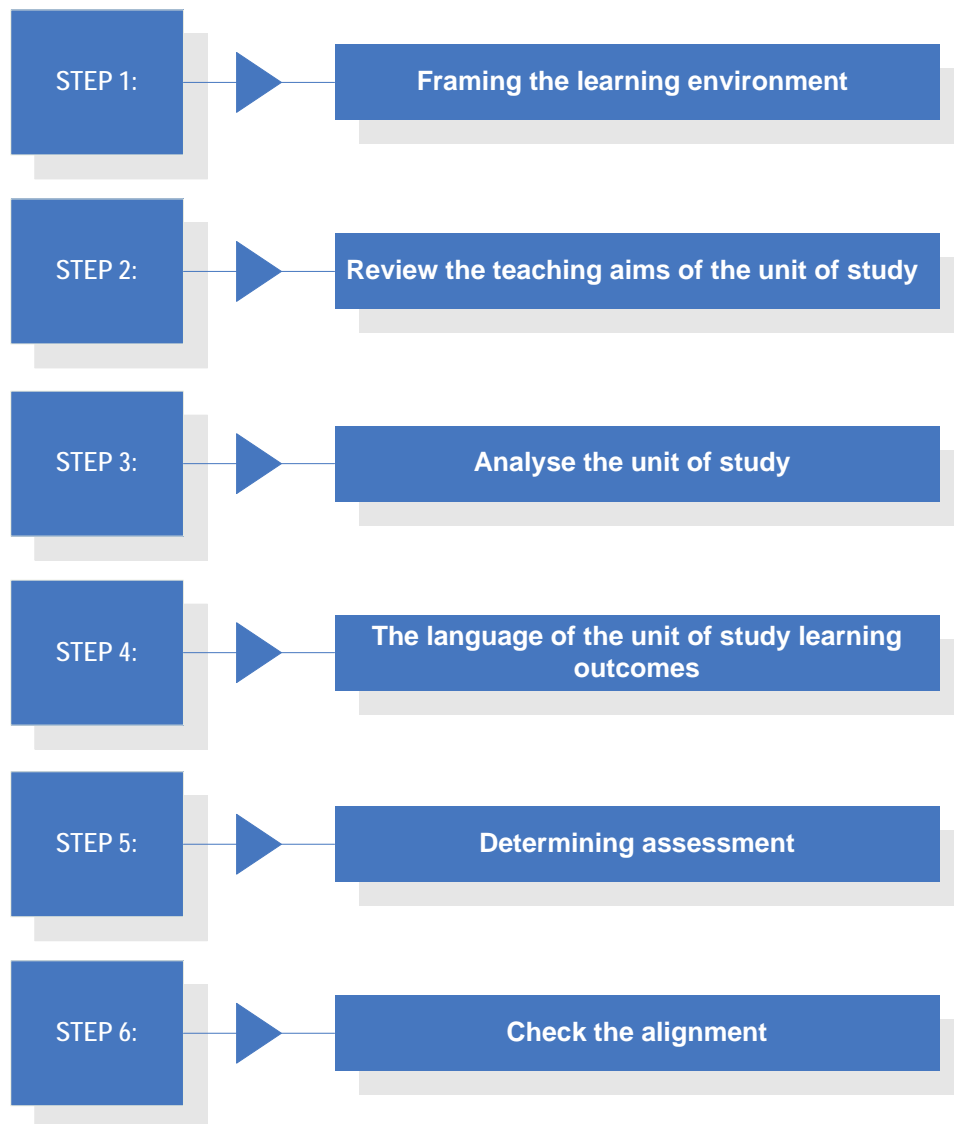 STEP 1:
Framing the learning environment
STEP 2:
Review the teaching aims of the unit of study
STEP 3:
Analyse the unit of study
STEP 4:
The language of the unit of study learning
outcomes
STEP 5:
Determining assessment
STEP 6:
Check the alignment